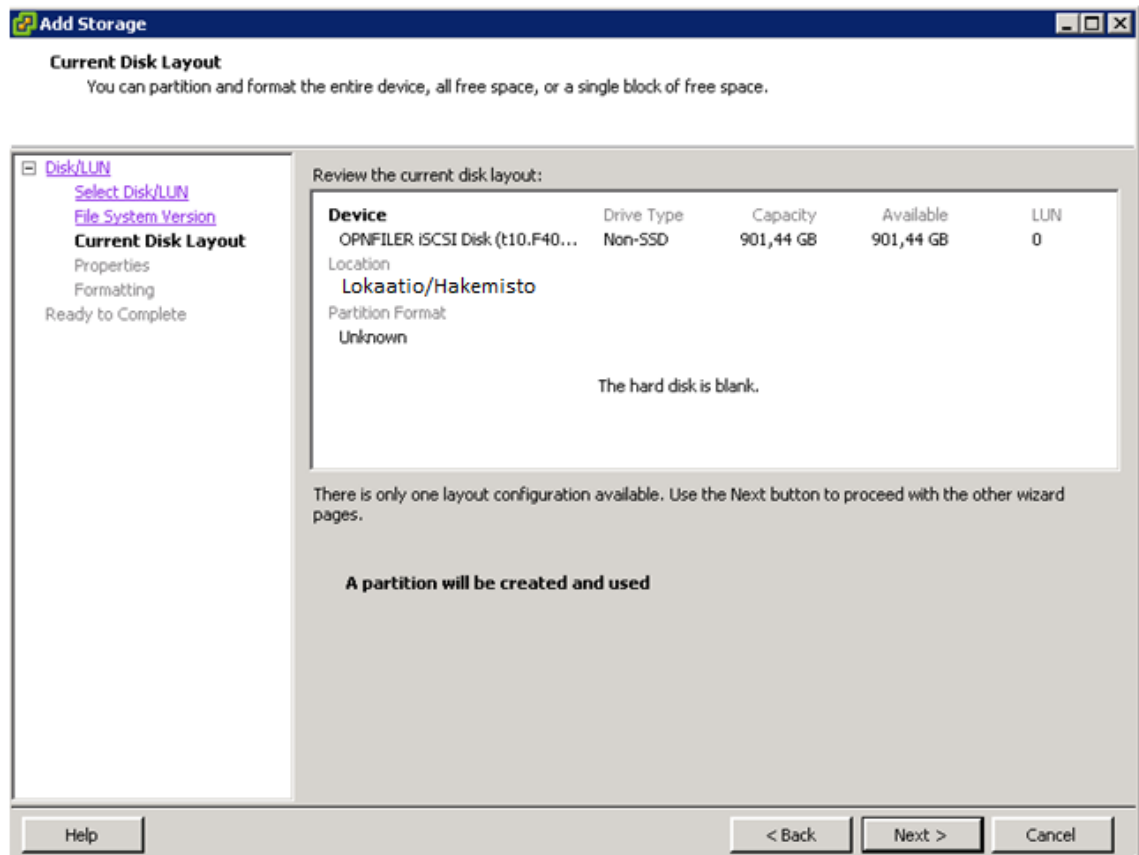 Add Storage
Current Disk Layout
You can partition and format the entire device, all free space, or a single block of free space.
Disk/LUN
Select Disk/LUN
File System Version
Current Disk Layout
Properties
Formatting
Ready to Complete
Review the current disk layout:
Device Drive Type Capacity Available LUN
OPNFILER iSCSI Disk (t10.F40... Non-SSD 901,44 GB 901,44 GB 0
Location
Lokaatio/Hakemisto
Partition Format
Unknown
The hard disk is blank.
There is only one layout configuration available. Use the Next button to proceed with the other wizard
pages.
A partition will be created and used
Help < Back Next > Cancel